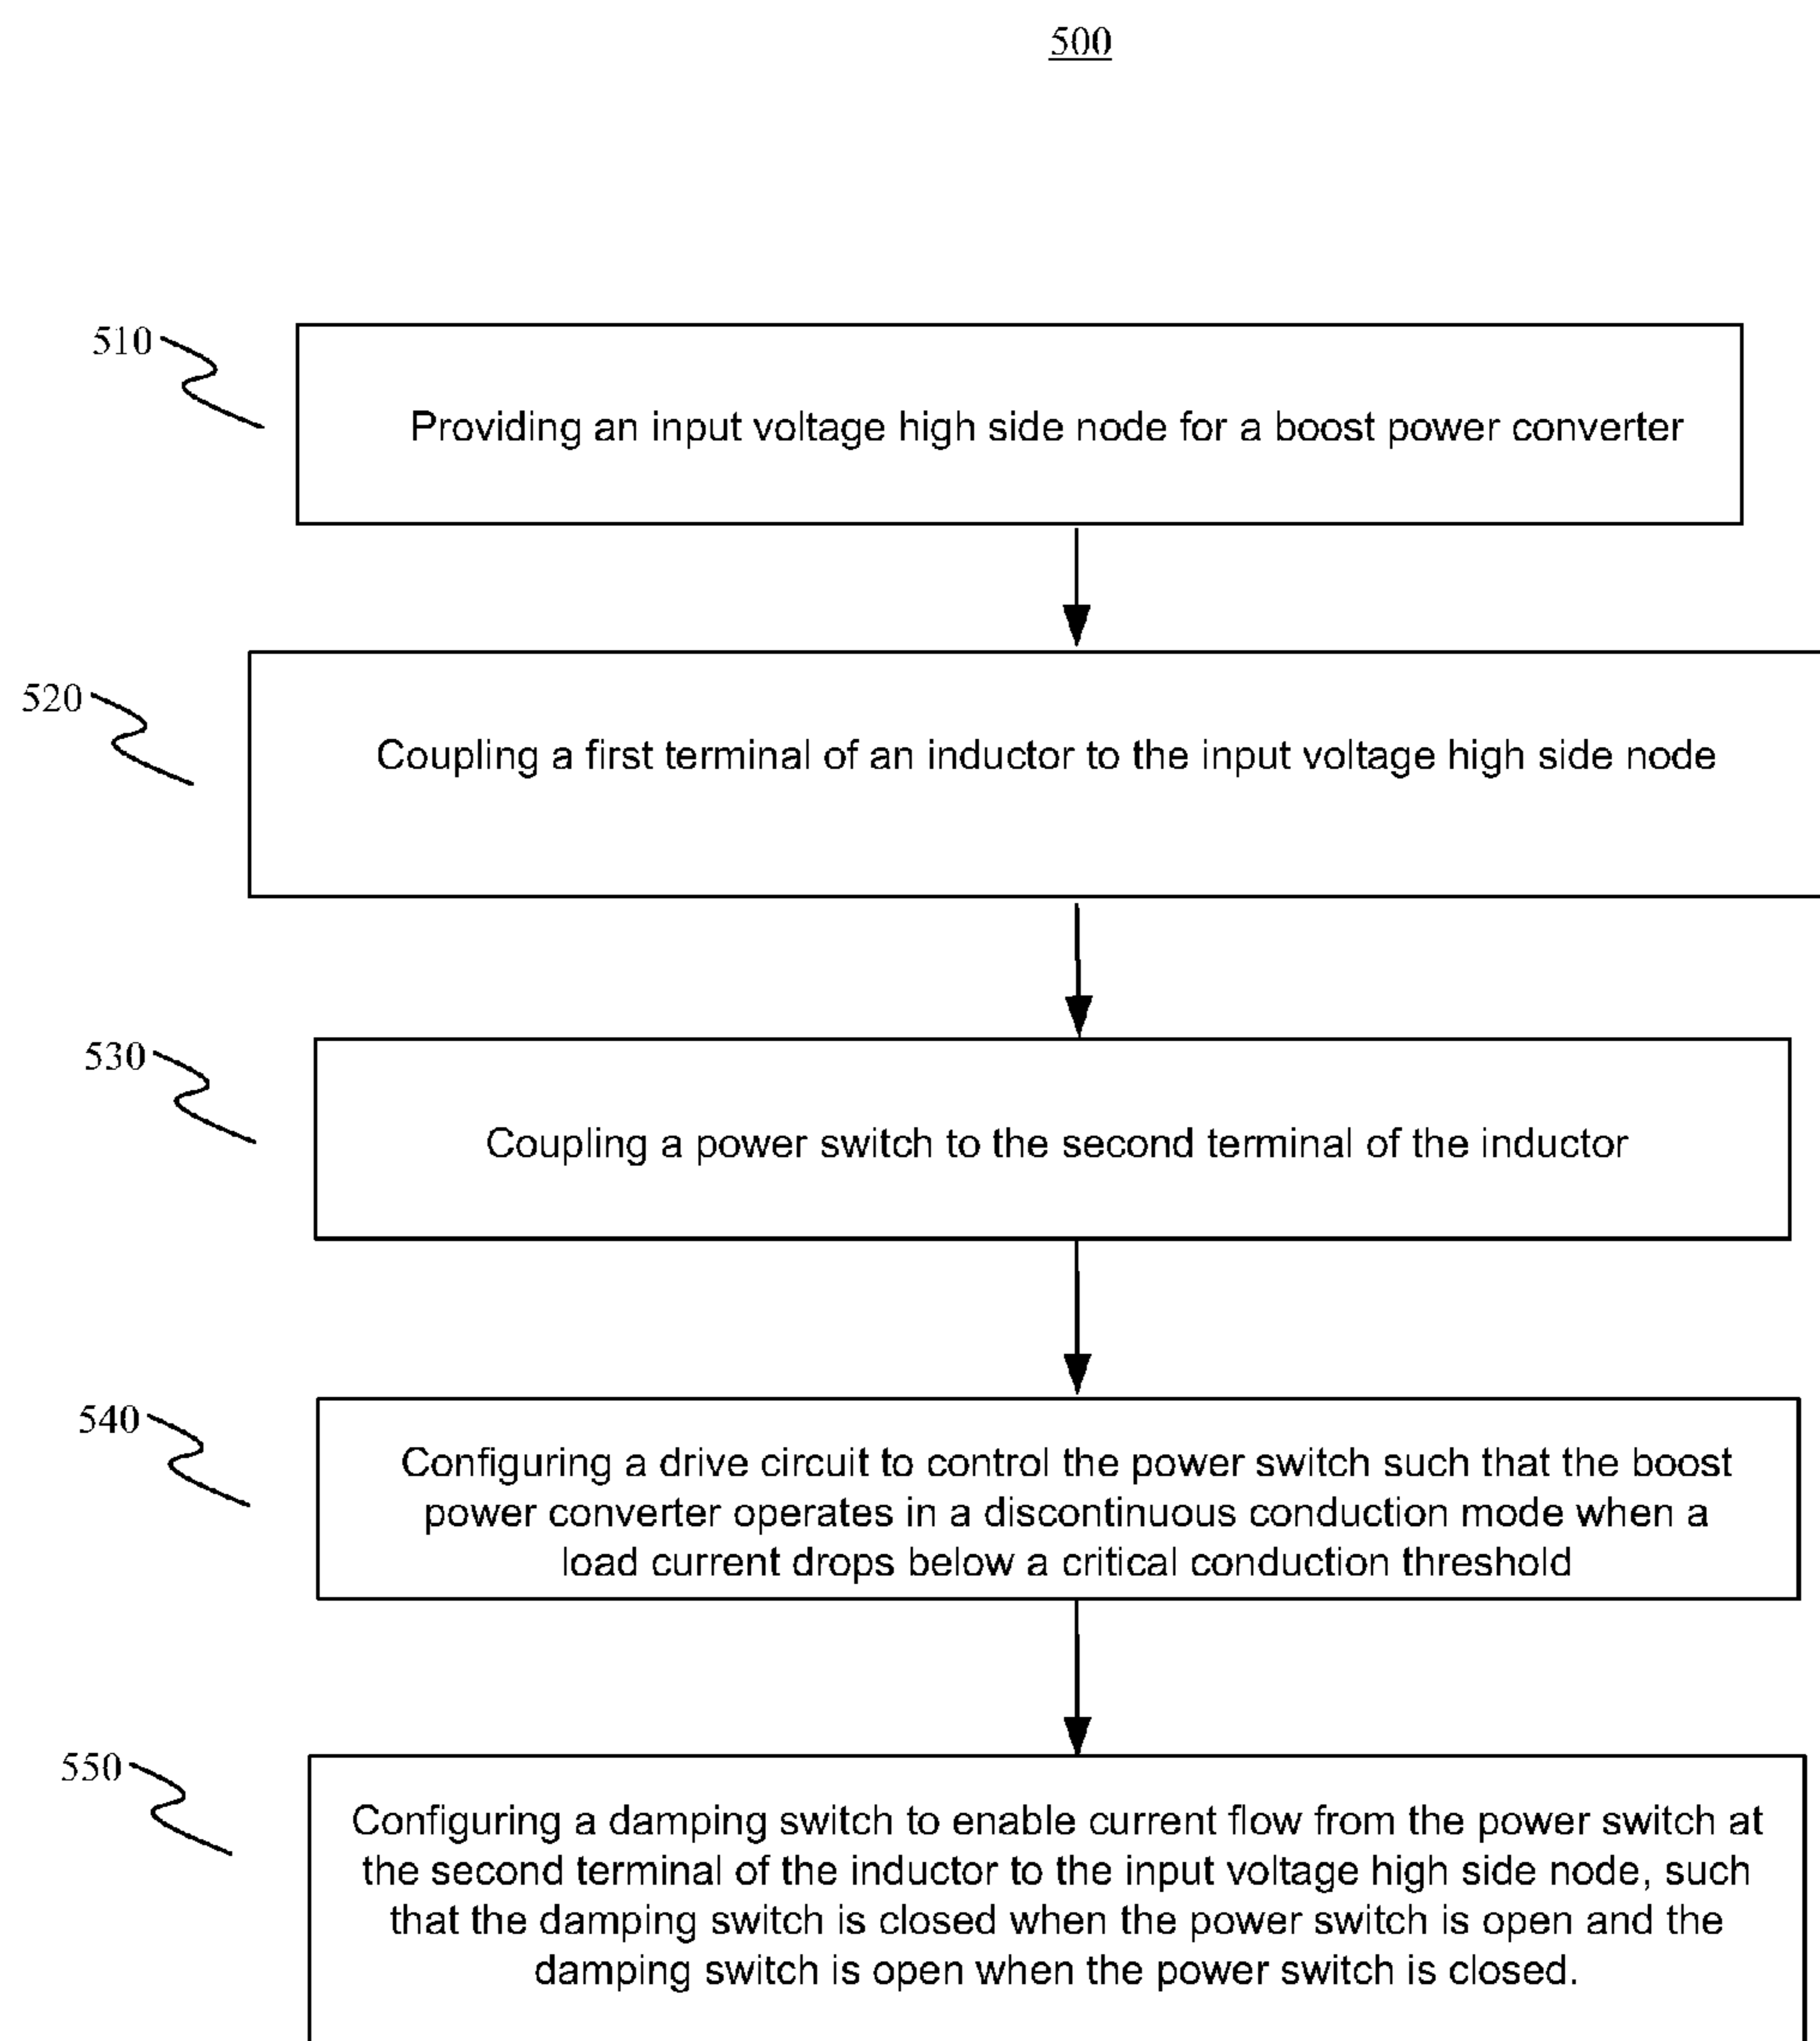 500
510
Providing an input voltage high side node for a boost power converter
520
Coupling a first terminal of an inductor to the input voltage high side node
530
Coupling a power switch to the second terminal of the inductor
540
Configuring a drive circuit to control the power switch such that the boost
power converter operates in a discontinuous conduction mode when a
load current drops below a critical conduction threshold
550
Configuring a damping switch to enable current flow from the power switch at
the second terminal of the inductor to the input voltage high side node, such
that the damping switch is closed when the power switch is open and the
damping switch is open when the power switch is closed.